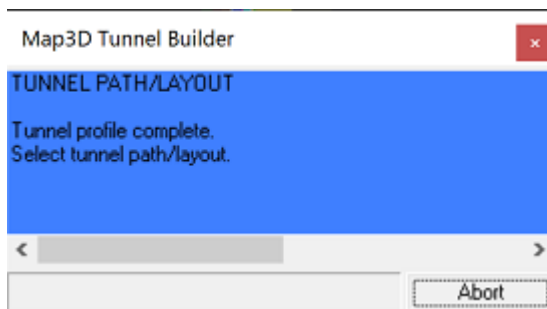 Map3D Tunnel Builder
TUNNEL PATH/LAYOUT
Tunnel profile complete.
Select tunnel path/layout.
Abort